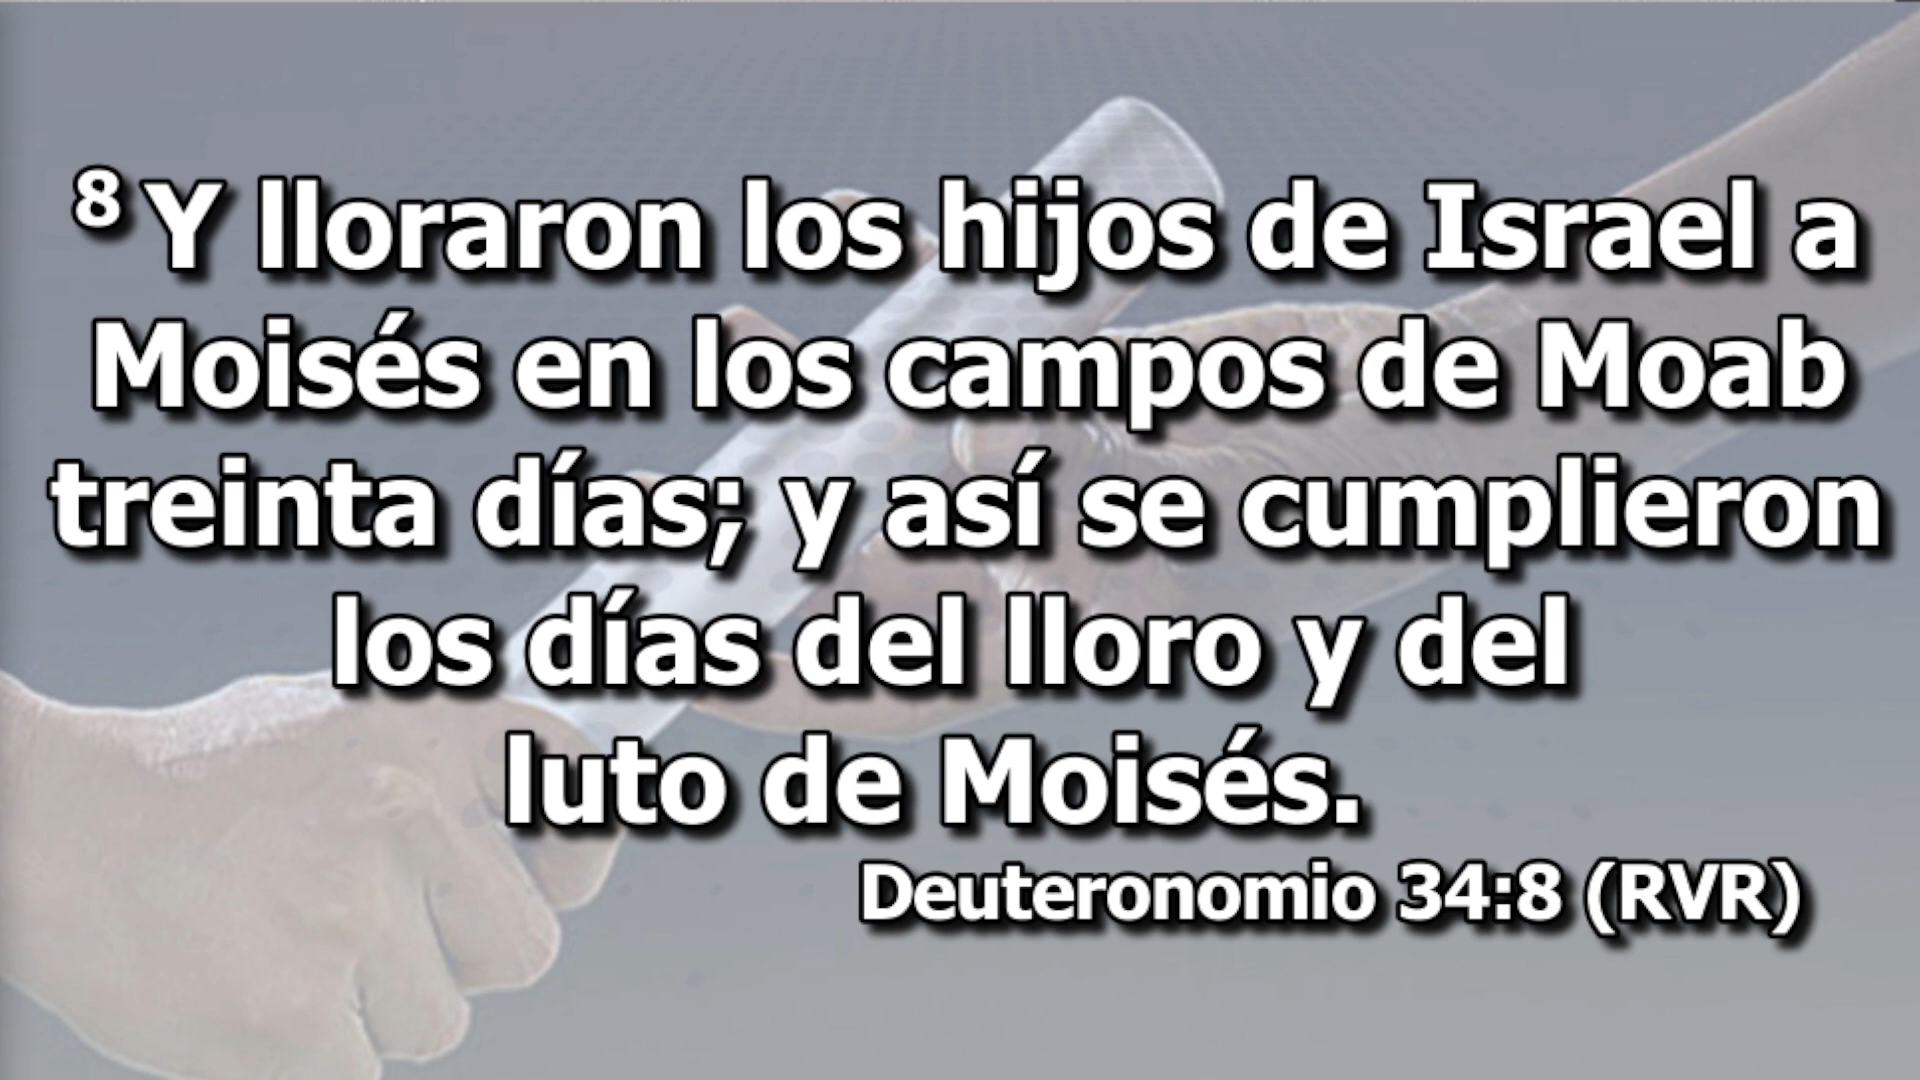 8 Y lloraron los hijos de Israel a
Moisés en los campos de Moab
treinta días; y así se cumplieron
los días del lloro y del
luto de Moisés.
Deuteronomio 34:8 (RVR)